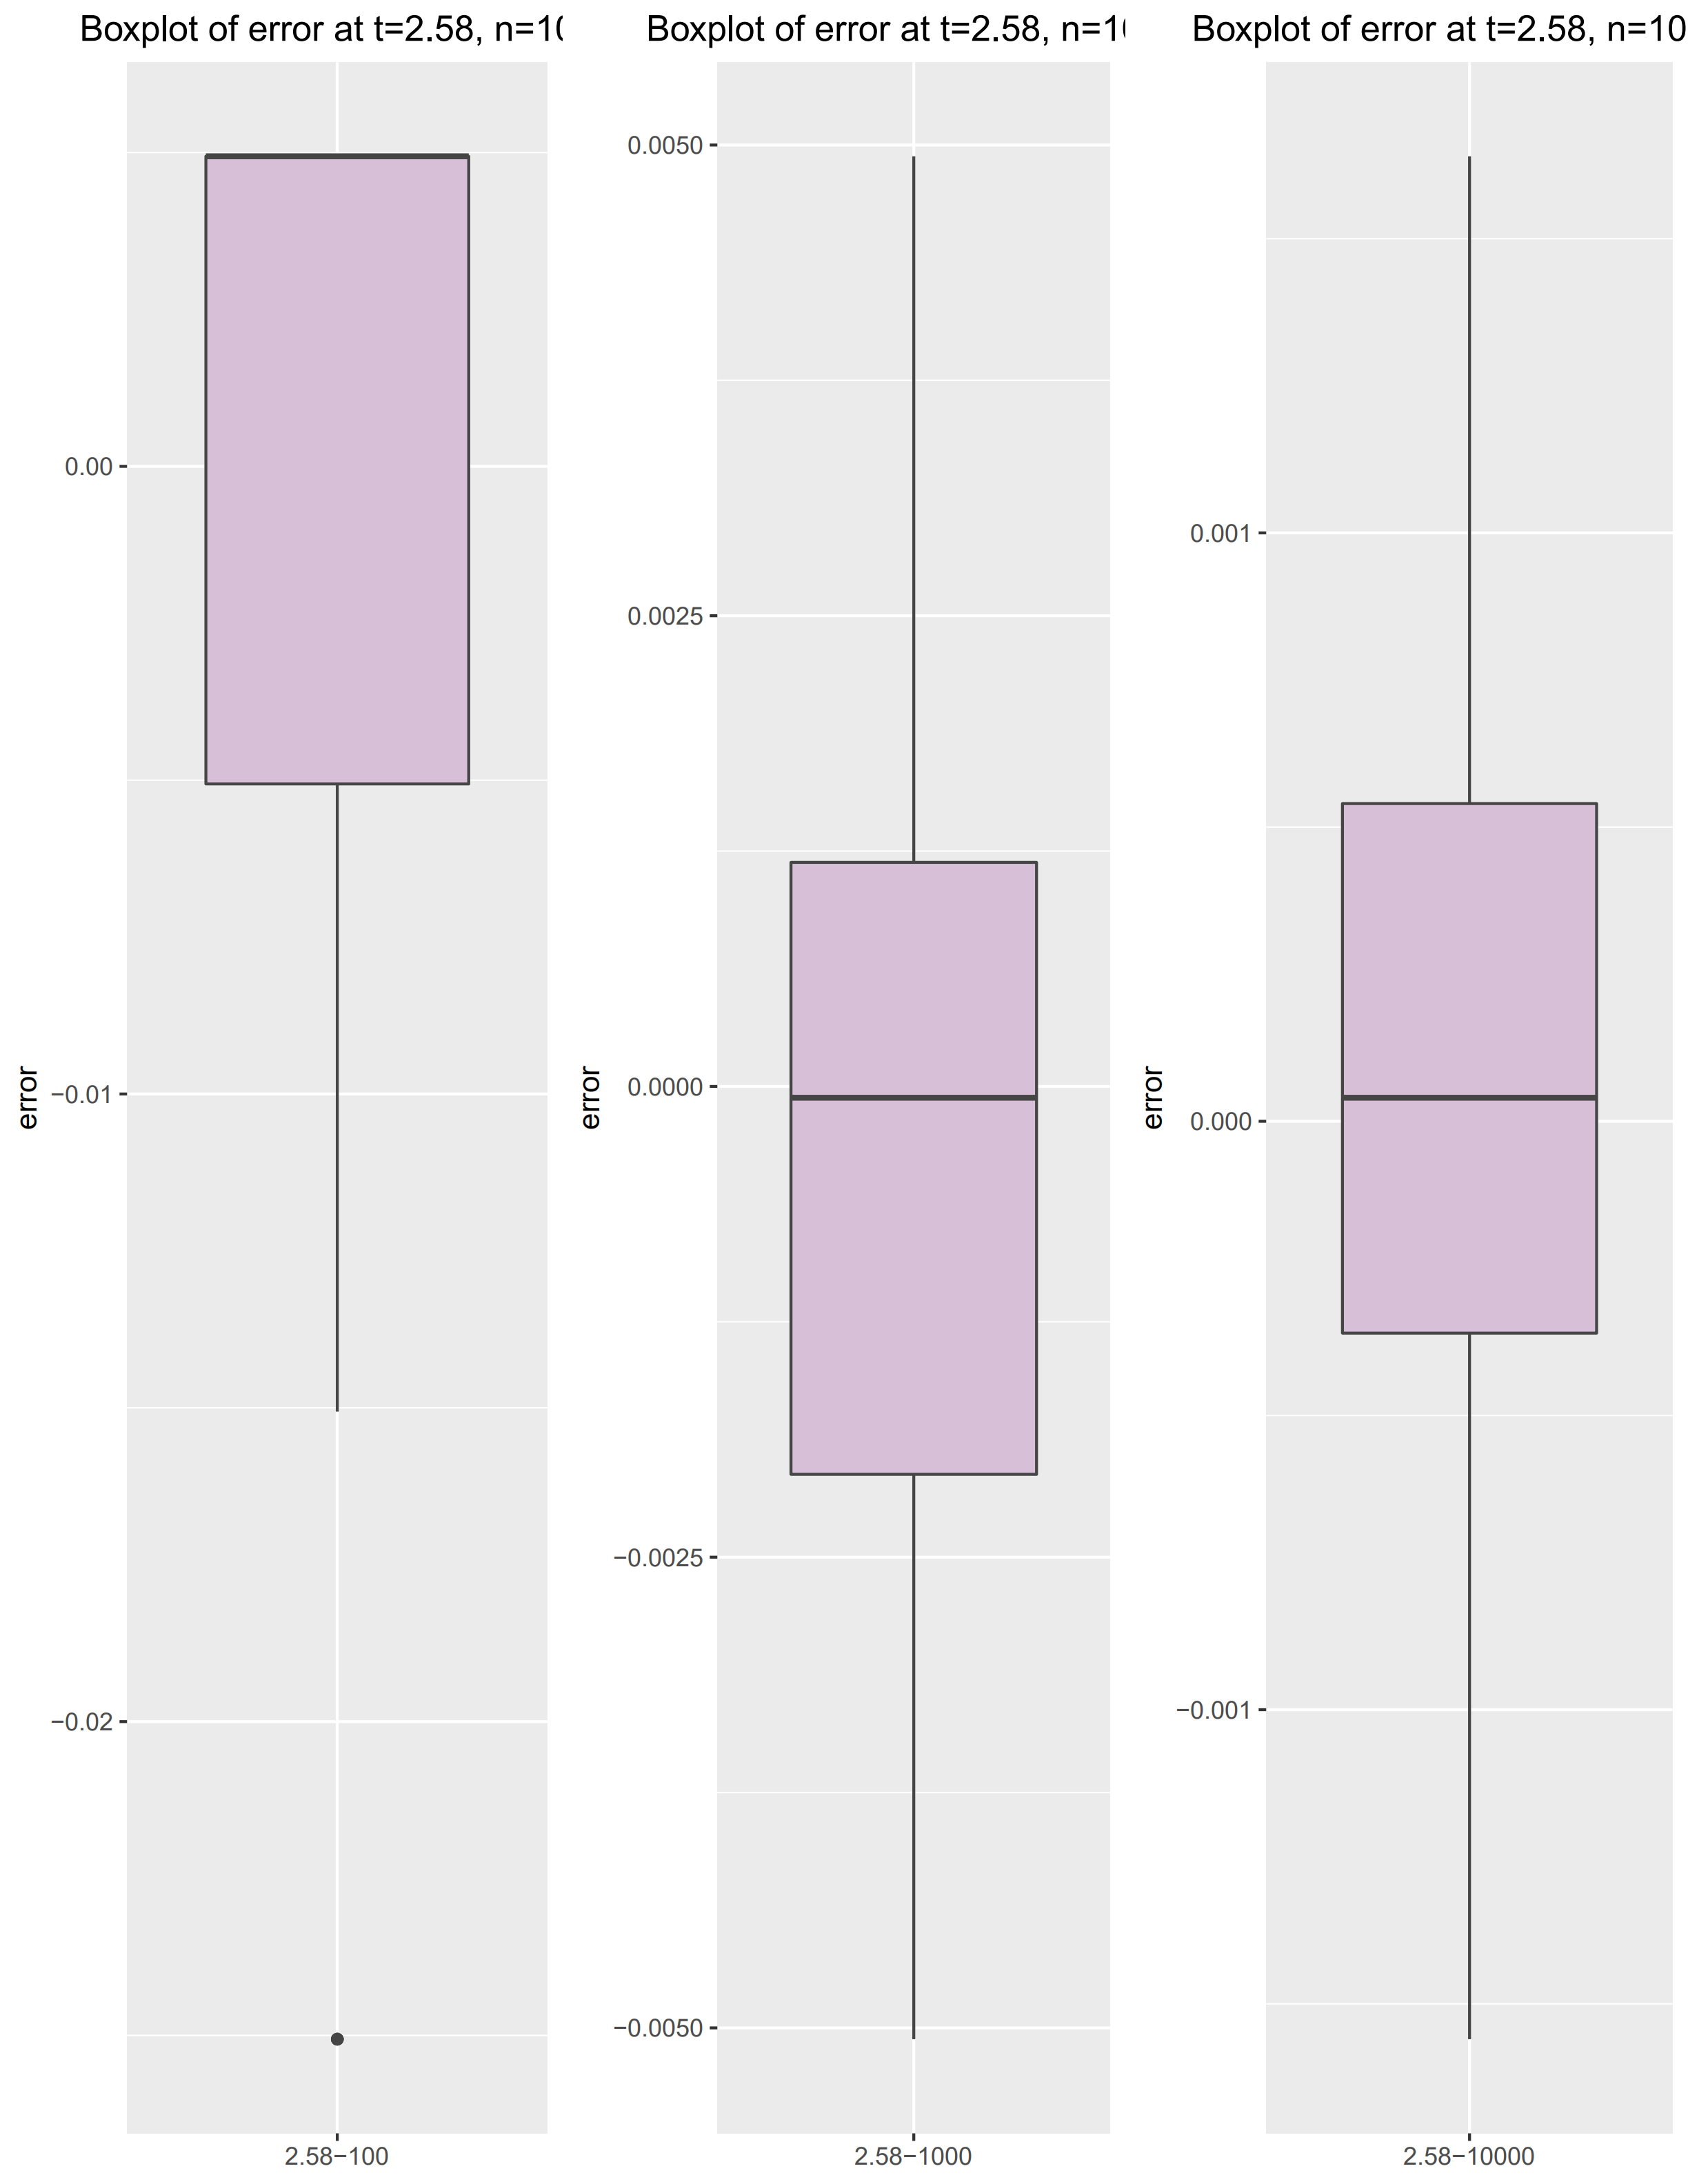 Boxplot of error at t=2.58, n=10
error
0.00
−0.01
−0.02
2.58−100
Boxplot of error at t=2.58, n=10
error
0.0050
0.0025
0.0000
−0.0025
−0.0050
2.58−1000
Boxplot of error at t=2.58, n=10
error
0.001
0.000
−0.001
2.58−10000